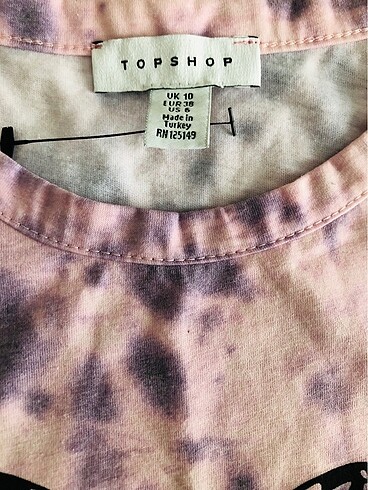 TOPSHOP
UK 10
EUR 38
US 6
Made in
Turkey
RN 125149